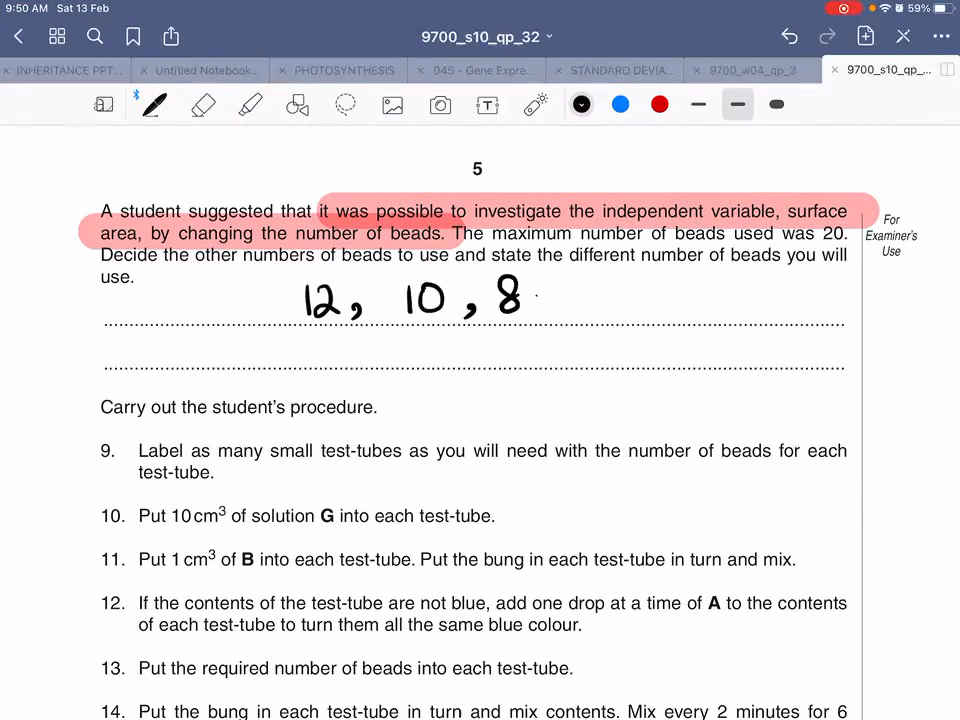 9:50 AM Sat 13 Feb
59%
9700_s10_qp_32
INHERITANCE PPT...
Untitled Notebook...
PHOTOSYNTHESIS
045 - Gene Expre...
STANDARD DEVIA...
9700_w04_qp_3
9700_s10_qp_...
5
A student suggested that it was possible to investigate the independent variable, surface
area, by changing the number of beads. The maximum number of beads used was 20.
Decide the other numbers of beads to use and state the different number of beads you will
use.
For
Examiner's
Use
12, 10, 8
Carry out the student's procedure.
9. Label as many small test-tubes as you will need with the number of beads for each
test-tube.
10. Put 10 cm³ of solution G into each test-tube.
11. Put 1 cm³ of B into each test-tube. Put the bung in each test-tube in turn and mix.
12. If the contents of the test-tube are not blue, add one drop at a time of A to the contents
of each test-tube to turn them all the same blue colour.
13. Put the required number of beads into each test-tube.
14. Put the bung in each test-tube in turn and mix contents. Mix every 2 minutes for 6